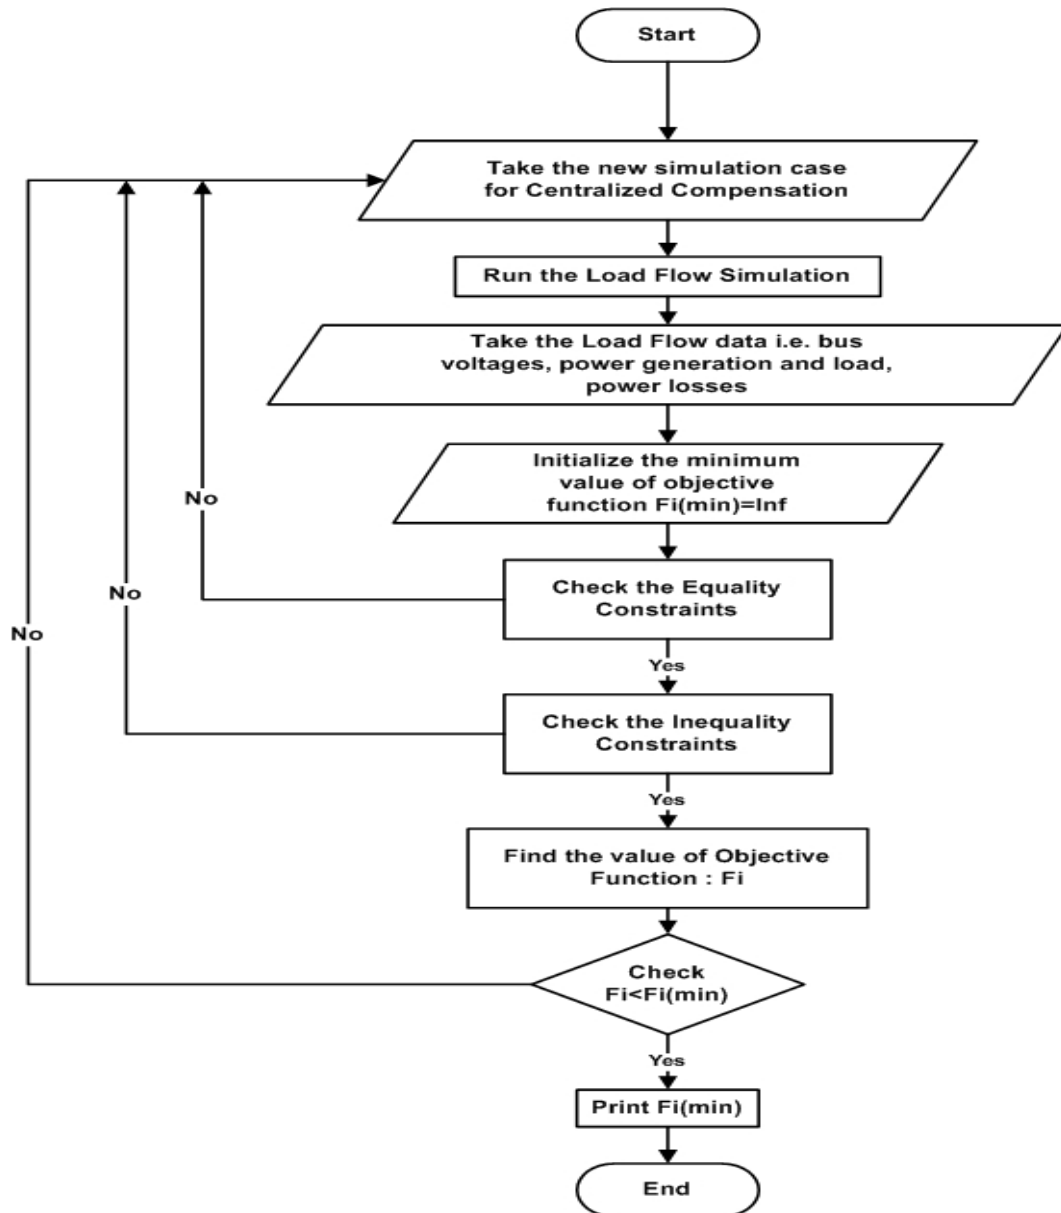 Start
Take the new simulation case
for Centralized Compensation
Run the Load Flow Simulation
Take the Load Flow data i.e. bus
voltages, power generation and load,
power losses
Initialize the minimum
value of objective
function Fi(min)=Inf
No
Check the Equality
Constraints
No
No
Yes
Check the Inequality
Constraints
Yes
Find the value of Objective
Function : Fi
Check
Fi<Fi(min)
Yes
Print Fi(min)
End